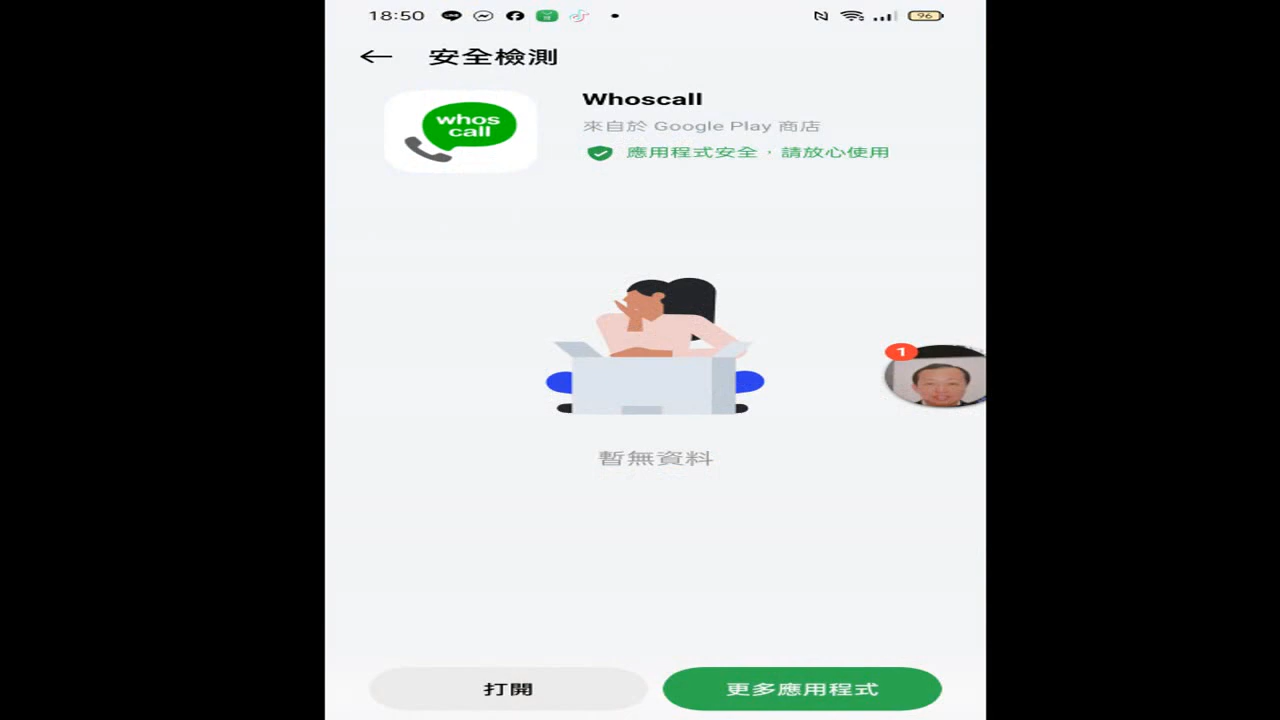 18:50
96
安全檢測
whos
call
Whoscall
來自於 Google Play 商店
應用程式安全，請放心使用
1
暫無資料
打開
更多應用程式